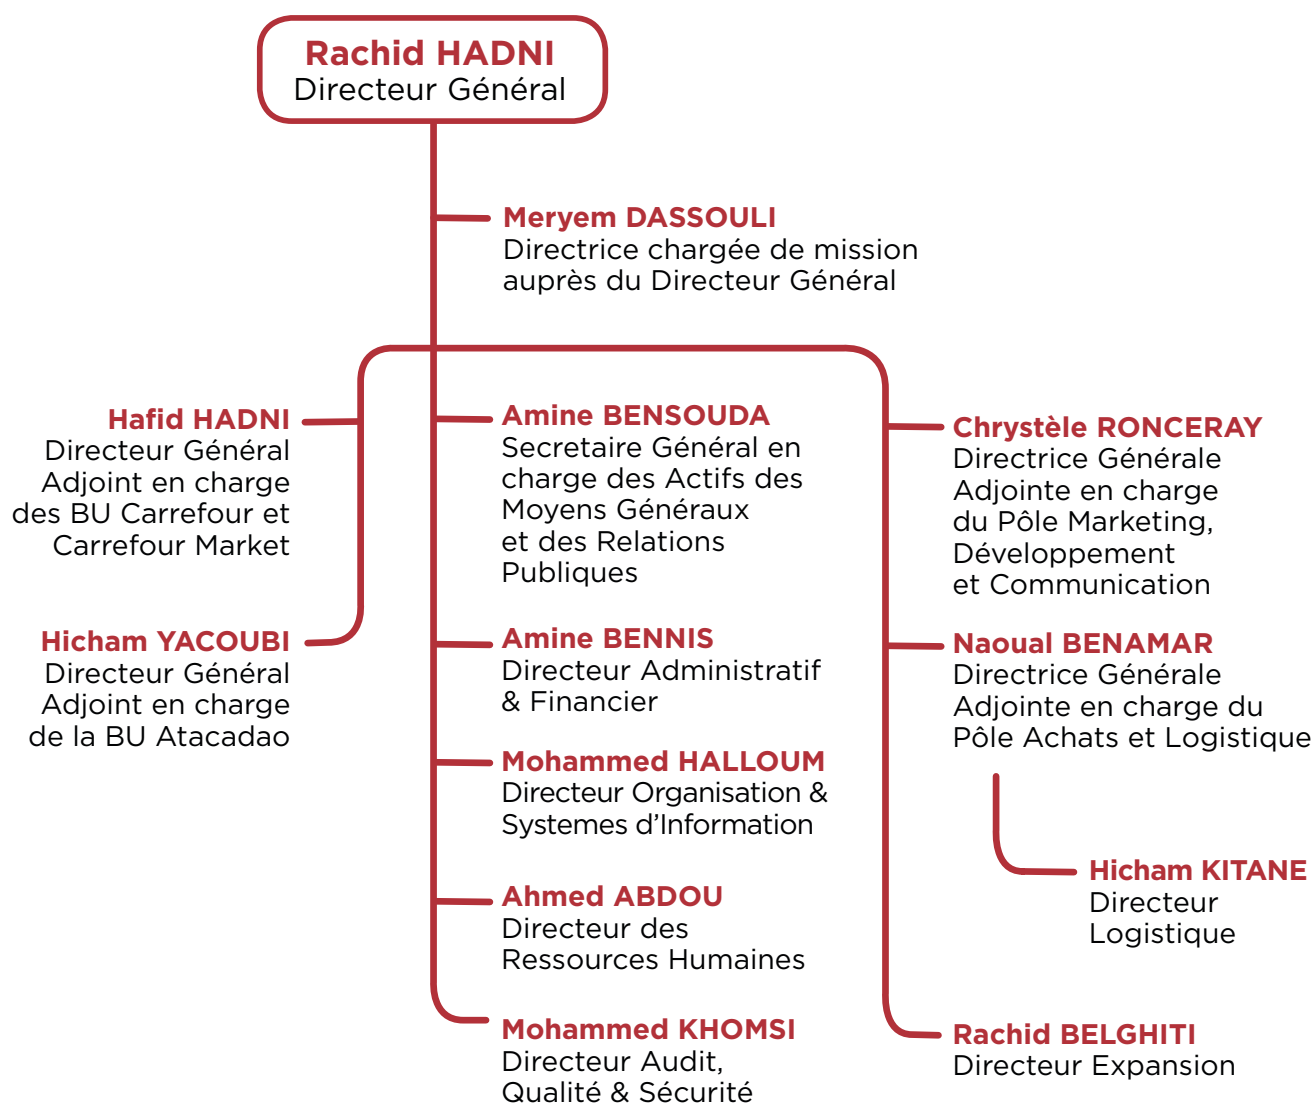 Rachid HADNI
Directeur Général
Meryem DASSOULI
Directrice chargée de mission
auprès du Directeur Général
Hafid HADNI
Directeur Général
Adjoint en charge
des BU Carrefour et
Carrefour Market
Hicham YACOUBI
Directeur Général
Adjoint en charge
de la BU Atacadao
Amine BENSOUDA
Secretaire Général en
charge des Actifs des
Moyens Généraux
et des Relations
Publiques
Amine BENNIS
Directeur Administratif
& Financier
Mohammed HALLOUM
Directeur Organisation &
Systemes d'Information
Ahmed ABDOU
Directeur des
Ressources Humaines
Mohammed KHOMSI
Directeur Audit,
Qualité & Sécurité
Chrystèle RONCERAY
Directrice Générale
Adjointe en charge
du Pôle Marketing,
Développement
et Communication
Naoual BENAMAR
Directrice Générale
Adjointe en charge du
Pôle Achats et Logistique
Hicham KITANE
Directeur
Logistique
Rachid BELGHITI
Directeur Expansion